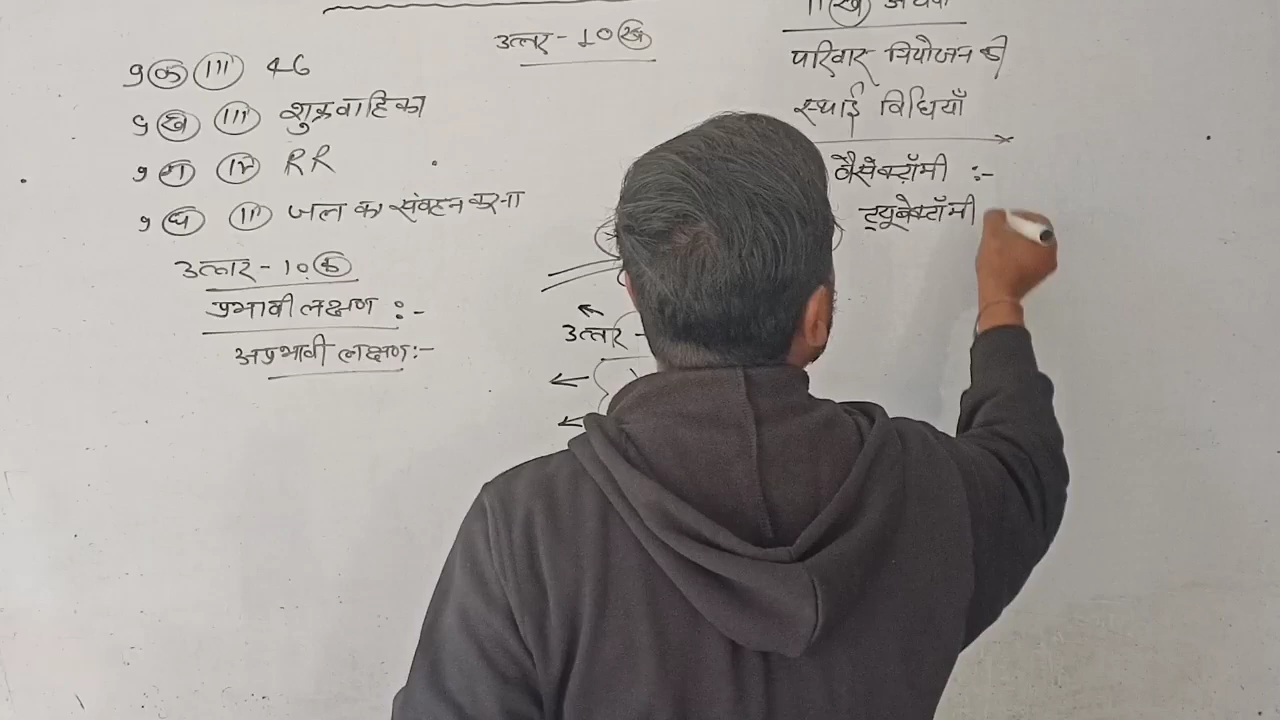 9 (क) (iii) 46
9 (ख) (iii) शुक्रवाहिका
9 (ग) (iv) RR
9 (घ) (iii) जल का संवहन करना
उत्तर - 10 (क)
प्रभावी लक्षण :-
अप्रभावी लक्षण :-
उत्तर - 10 (ख)
उत्तर -
11 (ख) अथवा
परिवार नियोजन की
स्थाई विधियाँ
वैसेक्टॉमी :-
ट्यूबेक्टॉमी